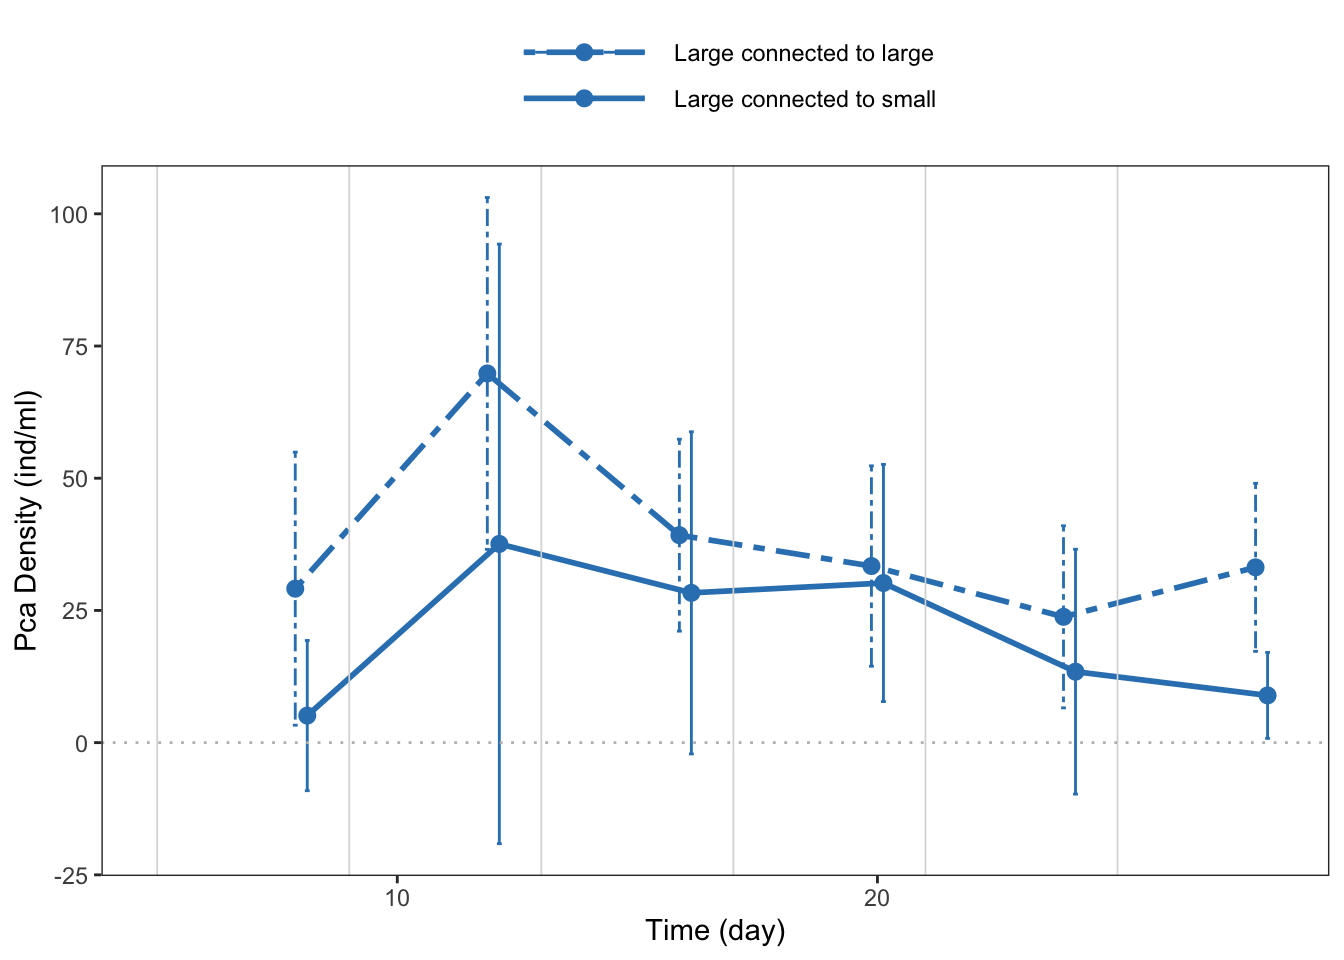 Large connected to large
Large connected to small
100
75
50
25
0
-25
Pca Density (ind/ml)
10
20
Time (day)